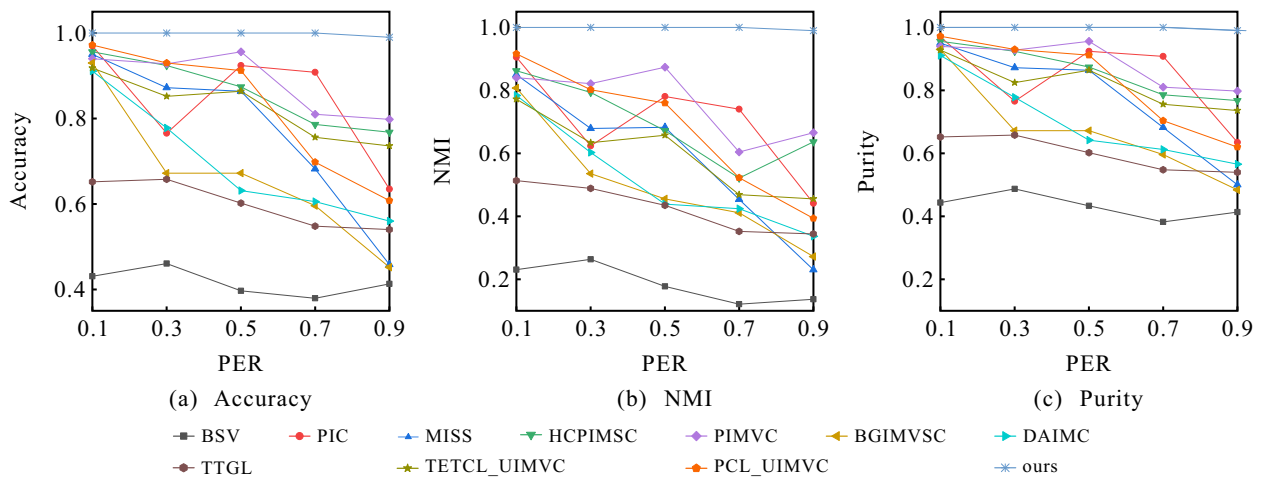 1.0
0.8
0.6
0.4
Accuracy
0.1 0.3 0.5 0.7 0.9
PER
(a) Accuracy
1.0
0.8
0.6
0.4
0.2
NMI
0.1 0.3 0.5 0.7 0.9
PER
(b) NMI
1.0
0.8
0.6
0.4
0.2
Purity
0.1 0.3 0.5 0.7 0.9
PER
(c) Purity
BSV PIC MISS HCPIMSC PIMVC BGIMVSC DAIMC
TTGL TETCL_UIMVC PCL_UIMVC ours